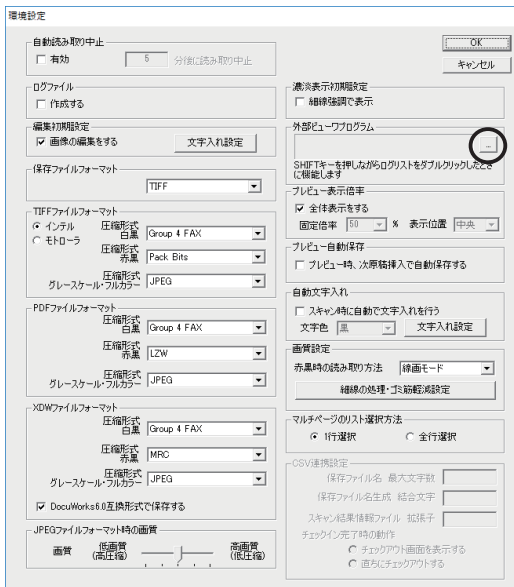 環境設定
自動読み取り中止
有効
5
分後に読み取り中止
ログファイル
作成する
編集初期設定
画像の編集をする
文字入れ設定
保存ファイルフォーマット
TIFF
TIFFファイルフォーマット
インテル
モトローラ
圧縮形式
白黒
Group 4 FAX
圧縮形式
赤黒
Pack Bits
圧縮形式
グレースケール・フルカラー
JPEG
PDFファイルフォーマット
圧縮形式
白黒
Group 4 FAX
圧縮形式
赤黒
LZW
圧縮形式
グレースケール・フルカラー
JPEG
XDWファイルフォーマット
圧縮形式
白黒
Group 4 FAX
圧縮形式
赤黒
MRC
圧縮形式
グレースケール・フルカラー
JPEG
DocuWorks6.0互換形式で保存する
JPEGファイルフォーマット時の画質
画質
低画質
(高圧縮)
高画質
(低圧縮)
OK
キャンセル
濃淡表示初期設定
細線強調で表示
外部ビューワプログラム
...
SHIFTキーを押しながらログリストをダブルクリックしたとき
に機能します
プレビュー表示倍率
全体表示をする
固定倍率
50
%
表示位置
中央
プレビュー自動保存
プレビュー時、次原稿挿入で自動保存する
自動文字入れ
スキャン時に自動で文字入れを行う
文字色
黒
文字入れ設定
画質設定
赤黒時の読み取り方法
線画モード
細線の処理・ゴミ筋軽減設定
マルチページのリスト選択方法
1行選択
全行選択
CSV連携設定
保存ファイル名 最大文字数
保存ファイル名生成 結合文字
スキャン結果情報ファイル 拡張子
チェックイン完了時の動作
チェックアウト画面を表示する
直ちにチェックアウトする